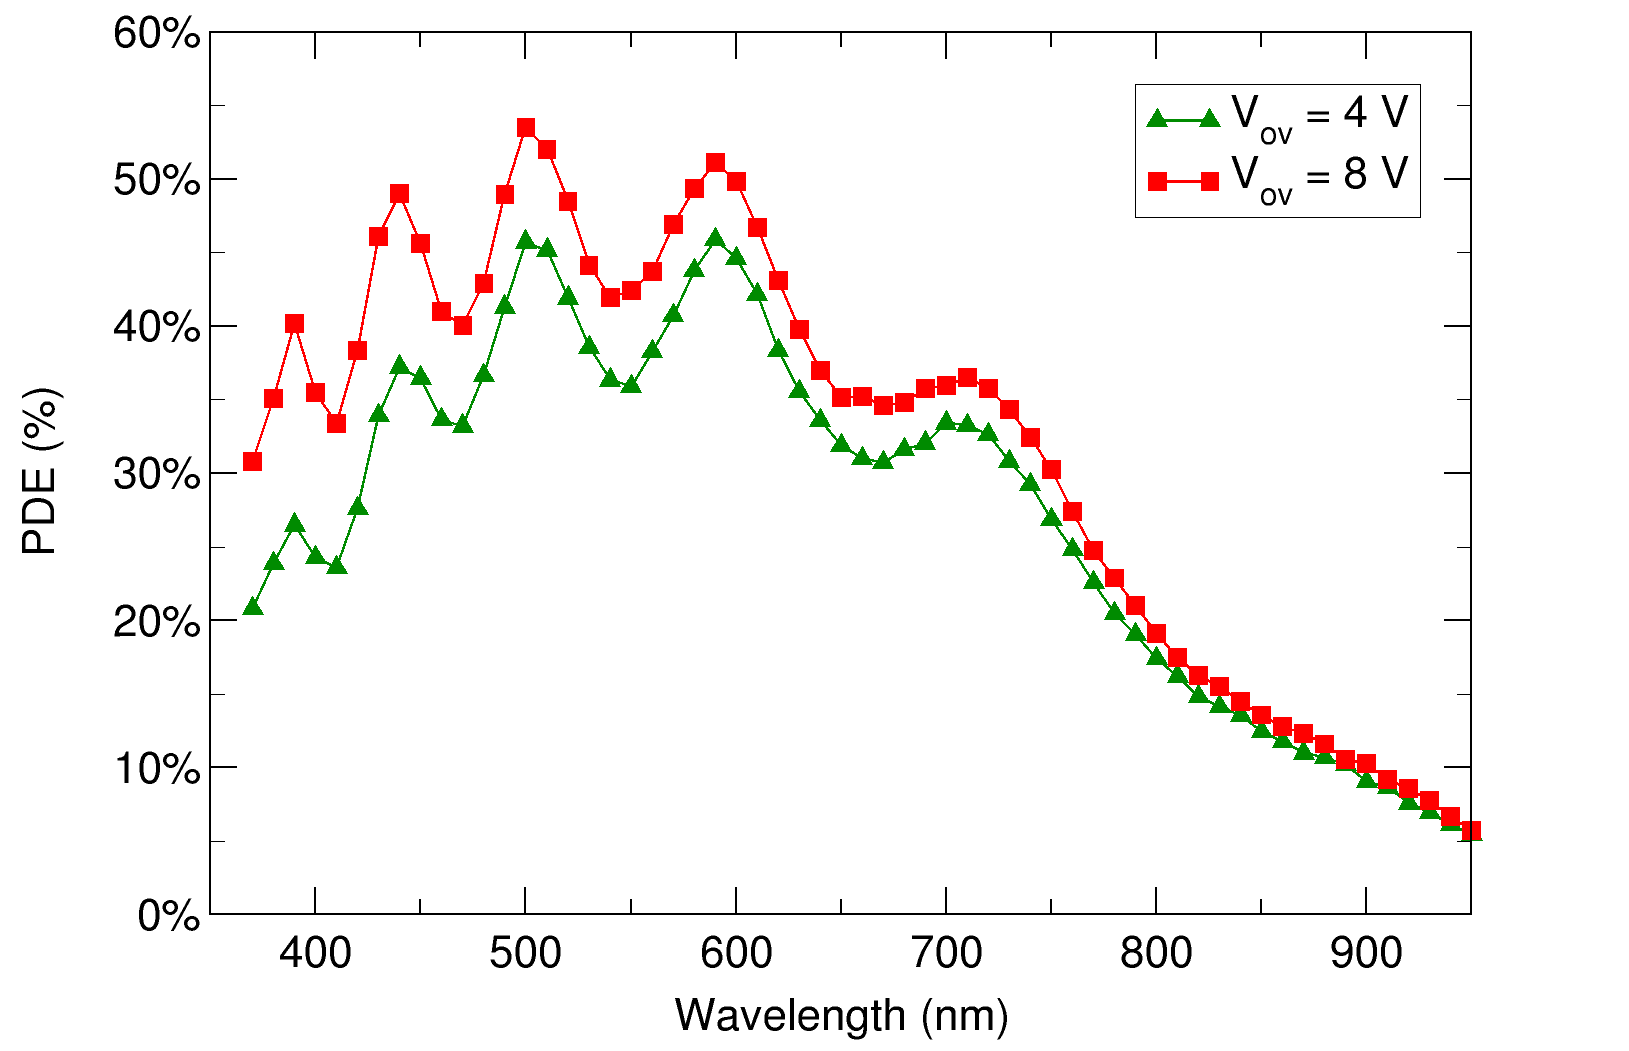 60%
50%
40%
30%
20%
10%
0%
PDE (%)
400 500 600 700 800 900
Wavelength (nm)
Vov = 4 V
Vov = 8 V